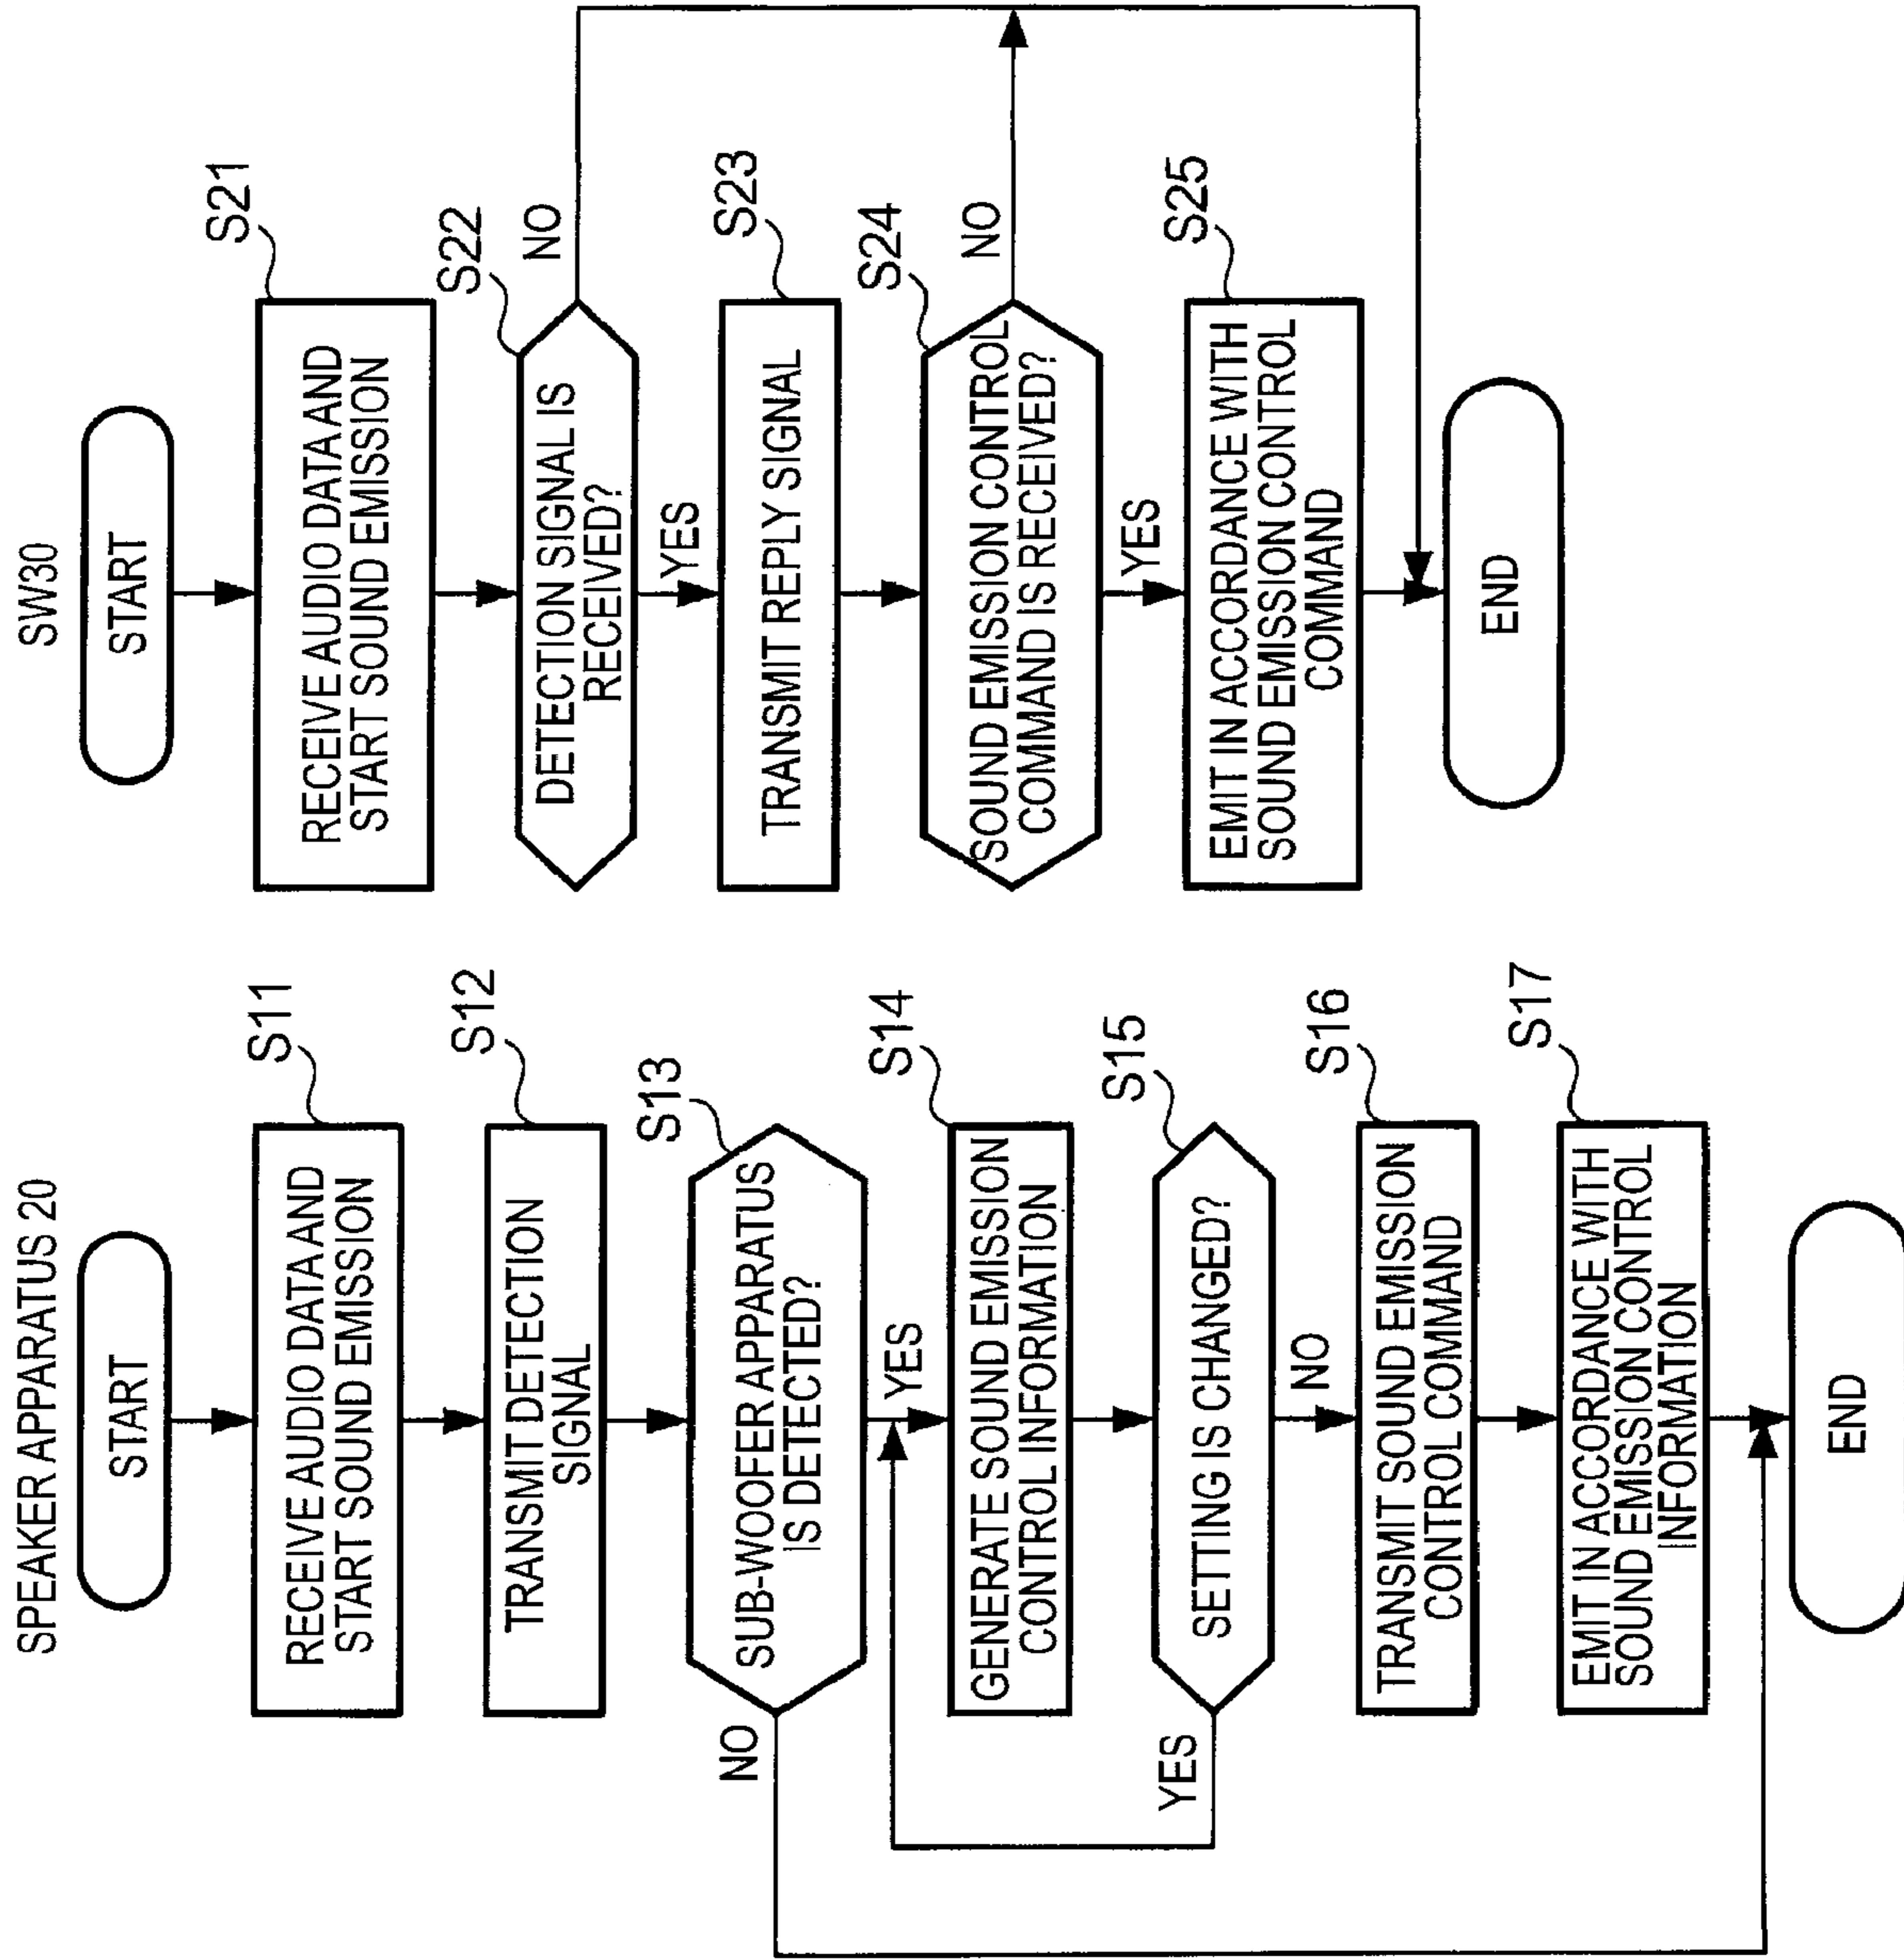 SPEAKER APPARATUS 20
START
S11
RECEIVE AUDIO DATA AND
START SOUND EMISSION
S12
TRANSMIT DETECTION
SIGNAL
S13
SUB-WOOFER APPARATUS
IS DETECTED?
NO
YES
S14
GENERATE SOUND EMISSION
CONTROL INFORMATION
S15
SETTING IS CHANGED?
YES
NO
S16
TRANSMIT SOUND EMISSION
CONTROL COMMAND
S17
EMIT IN ACCORDANCE WITH
SOUND EMISSION CONTROL
INFORMATION
END
SW30
START
S21
RECEIVE AUDIO DATA AND
START SOUND EMISSION
S22
DETECTION SIGNAL IS
RECEIVED?
NO
YES
S23
TRANSMIT REPLY SIGNAL
S24
SOUND EMISSION CONTROL
COMMAND IS RECEIVED?
NO
YES
S25
EMIT IN ACCORDANCE WITH
SOUND EMISSION CONTROL
COMMAND
END